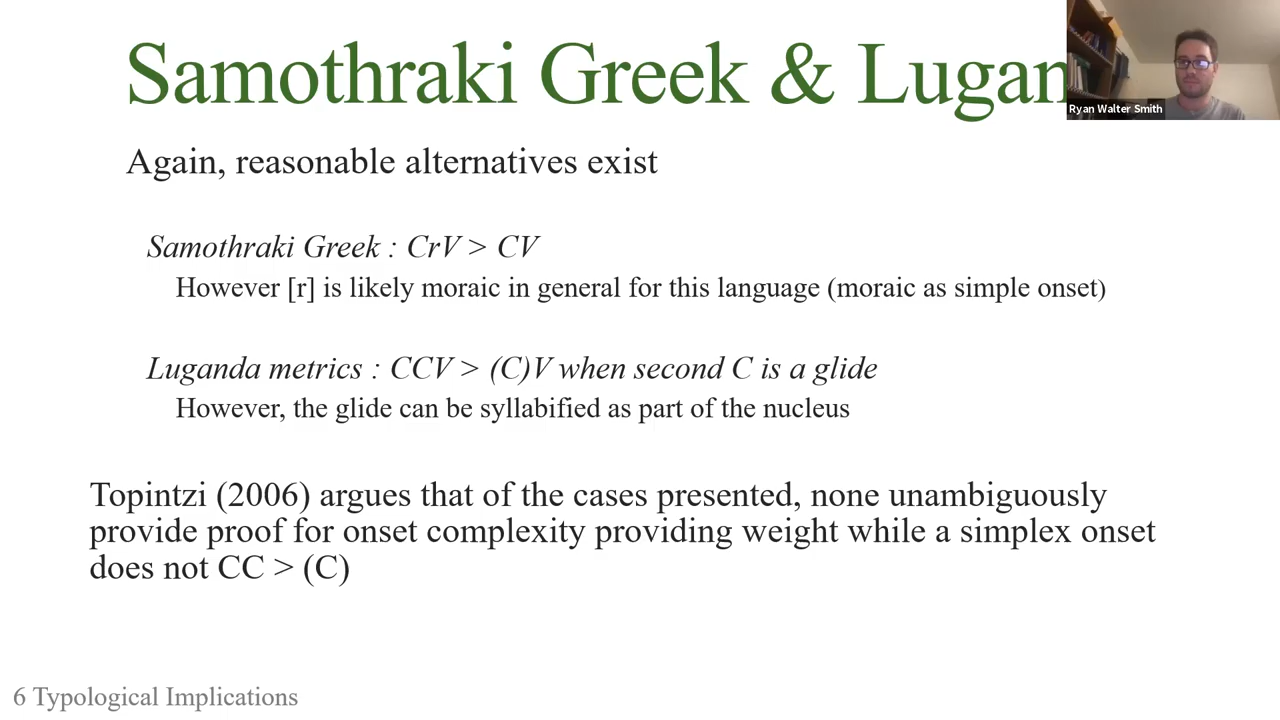 Samothraki Greek & Lugan
Ryan Walter Smith
Again, reasonable alternatives exist
Samothraki Greek : CrV > CV
However [r] is likely moraic in general for this language (moraic as simple onset)
Luganda metrics : CCV > (C)V when second C is a glide
However, the glide can be syllabified as part of the nucleus
Topintzi (2006) argues that of the cases presented, none unambiguously
provide proof for onset complexity providing weight while a simplex onset
does not CC > (C)
6 Typological Implications